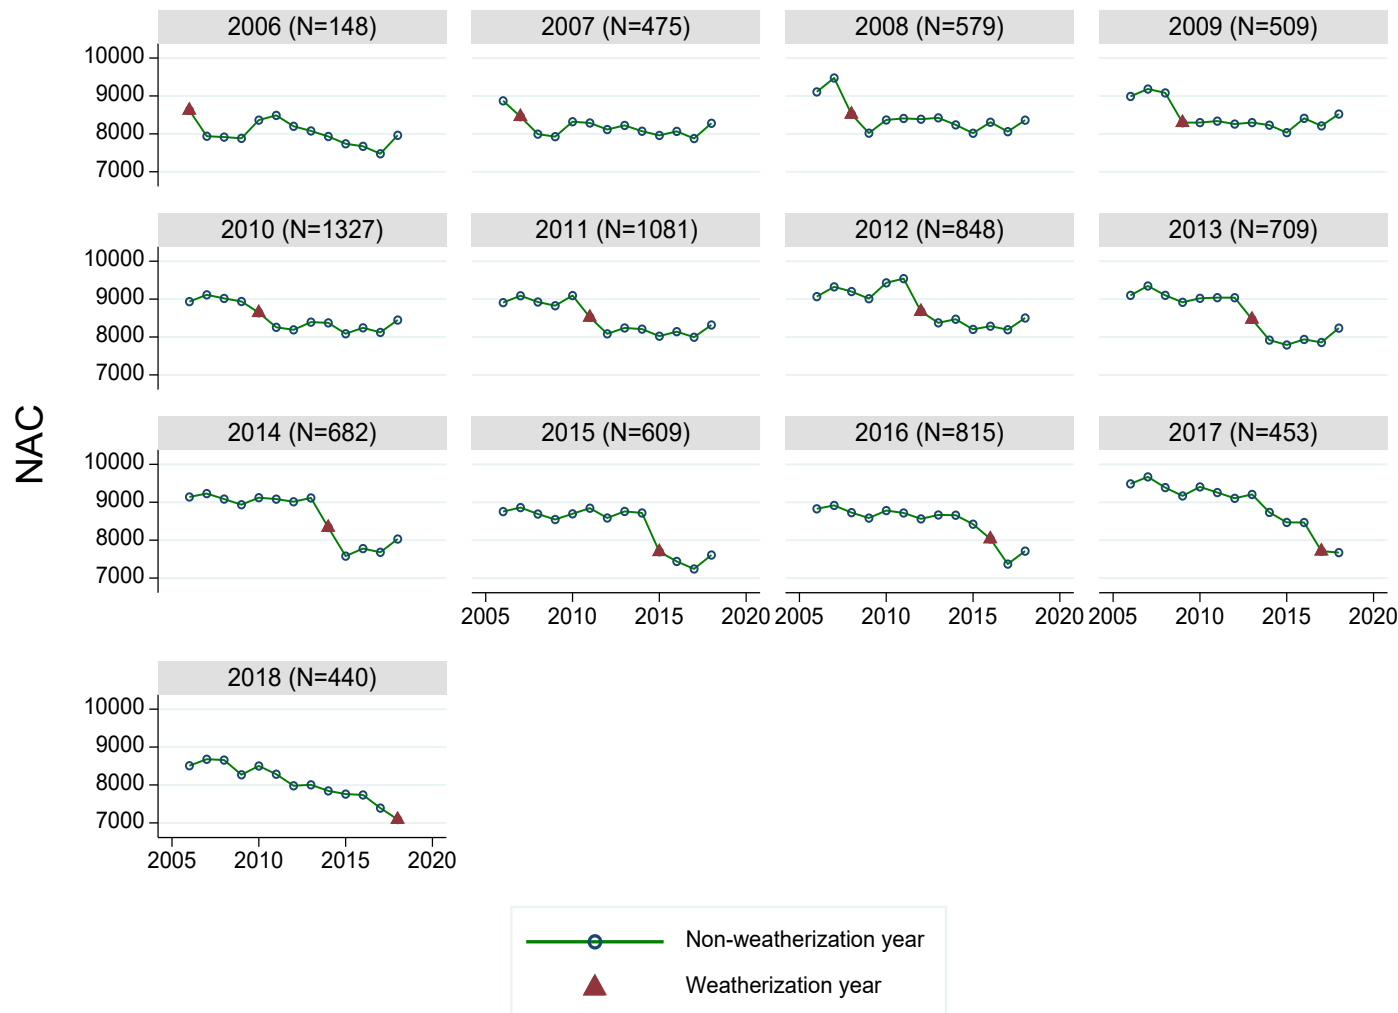 2006 (N=148) 2007 (N=475) 2008 (N=579) 2009 (N=509)
10000
9000
8000
7000
2010 (N=1327) 2011 (N=1081) 2012 (N=848) 2013 (N=709)
10000
9000
8000
7000
NAC
2014 (N=682) 2015 (N=609) 2016 (N=815) 2017 (N=453)
10000
9000
8000
7000
2005 2010 2015 2020 2005 2010 2015 2020 2005 2010 2015 2020
2018 (N=440)
10000
9000
8000
7000
2005 2010 2015 2020
Non-weatherization year
Weatherization year